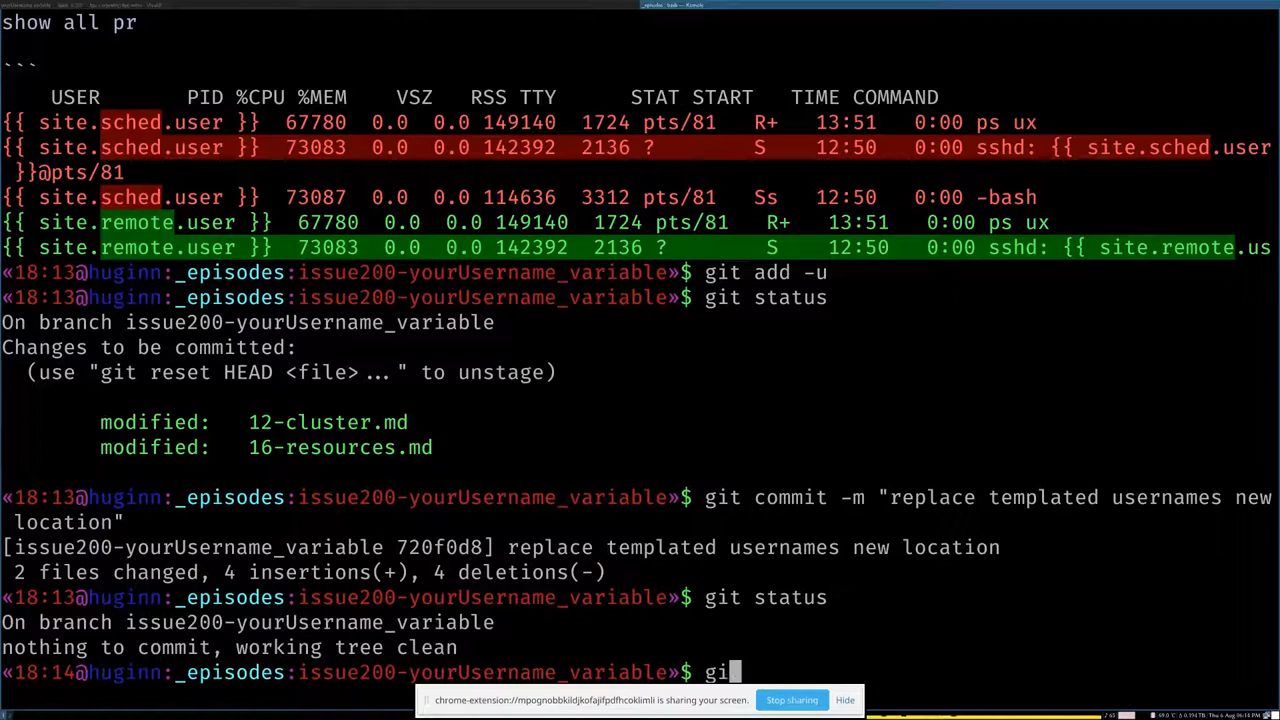 show all pr
```
USER PID %CPU %MEM VSZ RSS TTY STAT START TIME COMMAND
{{ site.sched.user }} 67780 0.0 0.0 149140 1724 pts/81 R+ 13:51 0:00 ps ux
{{ site.sched.user }} 73083 0.0 0.0 142392 2136 ? S 12:50 0:00 sshd: {{ site.sched.user
}}@pts/81
{{ site.sched.user }} 73087 0.0 0.0 114636 3312 pts/81 Ss 12:50 0:00 -bash
{{ site.remote.user }} 67780 0.0 0.0 149140 1724 pts/81 R+ 13:51 0:00 ps ux
{{ site.remote.user }} 73083 0.0 0.0 142392 2136 ? S 12:50 0:00 sshd: {{ site.remote.us
«18:13@huginn:_episodes:issue200-yourUsername_variable»$ git add -u
«18:13@huginn:_episodes:issue200-yourUsername_variable»$ git status
On branch issue200-yourUsername_variable
Changes to be committed:
(use "git reset HEAD <file>..." to unstage)
modified: 12-cluster.md
modified: 16-resources.md
«18:13@huginn:_episodes:issue200-yourUsername_variable»$ git commit -m "replace templated usernames new
location"
[issue200-yourUsername_variable 720f0d8] replace templated usernames new location
2 files changed, 4 insertions(+), 4 deletions(-)
«18:13@huginn:_episodes:issue200-yourUsername_variable»$ git status
On branch issue200-yourUsername_variable
nothing to commit, working tree clean
«18:14@huginn:_episodes:issue200-yourUsername_variable»$ gi
chrome-extension://mpognobbkildjkofajifpdfhcoklimli is sharing your screen. Stop sharing Hide